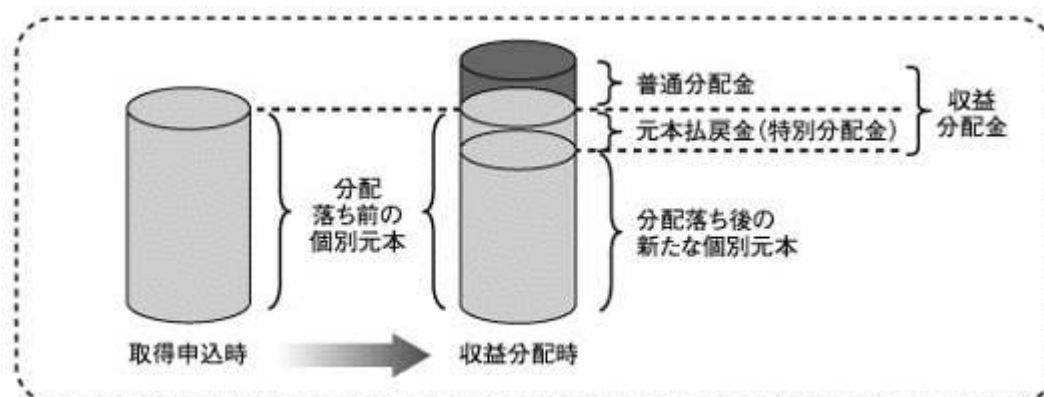 普通分配金
元本払戻金(特別分配金)
収益
分配金
分配
落ち前の
個別元本
分配落ち後の
新たな個別元本
取得申込時
収益分配時